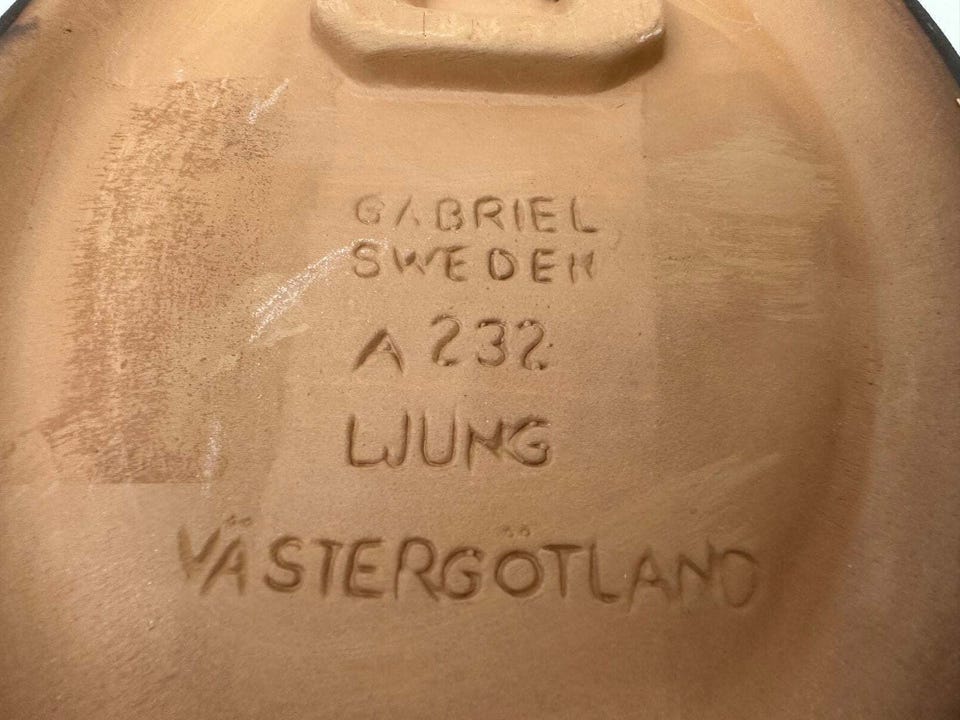 GABRIEL
SWEDEN
A 232
LJUNG
VÄSTERGÖTLAND